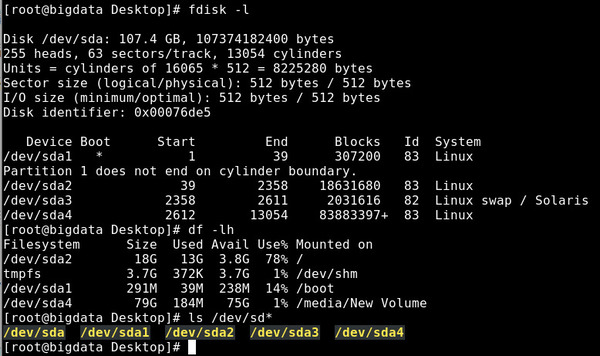 [root@bigdata Desktop]# fdisk -l
Disk /dev/sda: 107.4 GB, 107374182400 bytes
255 heads, 63 sectors/track, 13054 cylinders
Units = cylinders of 16065 * 512 = 8225280 bytes
Sector size (logical/physical): 512 bytes / 512 bytes
I/O size (minimum/optimal): 512 bytes / 512 bytes
Disk identifier: 0x00076de5
Device Boot      Start         End      Blocks   Id  System
/dev/sda1   *           1          39      307200   83  Linux
Partition 1 does not end on cylinder boundary.
/dev/sda2              39        2358    18631680   83  Linux
/dev/sda3            2358        2611     2031616   82  Linux swap / Solaris
/dev/sda4            2612       13054    83883397+  83  Linux
[root@bigdata Desktop]# df -lh
Filesystem      Size  Used Avail Use% Mounted on
/dev/sda2        18G   13G  3.8G  78% /
tmpfs           3.7G  372K  3.7G   1% /dev/shm
/dev/sda1       291M   39M  238M  14% /boot
/dev/sda4        79G  184M   75G   1% /media/New Volume
[root@bigdata Desktop]# ls /dev/sd*
/dev/sda  /dev/sda1  /dev/sda2  /dev/sda3  /dev/sda4
[root@bigdata Desktop]#